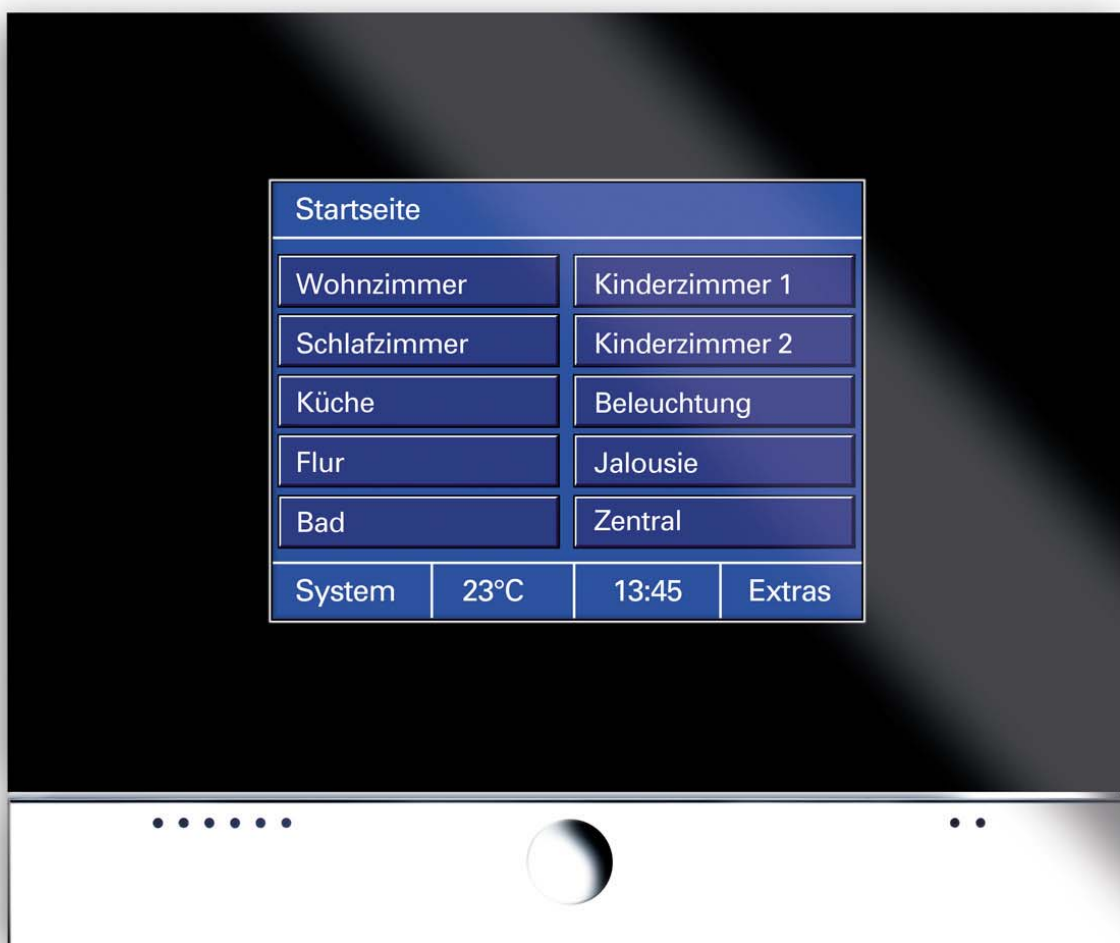 Startseite
Wohnzimmer
Kinderzimmer 1
Schlafzimmer
Kinderzimmer 2
Küche
Beleuchtung
Flur
Jalousie
Bad
Zentral
System
23°C
13:45
Extras